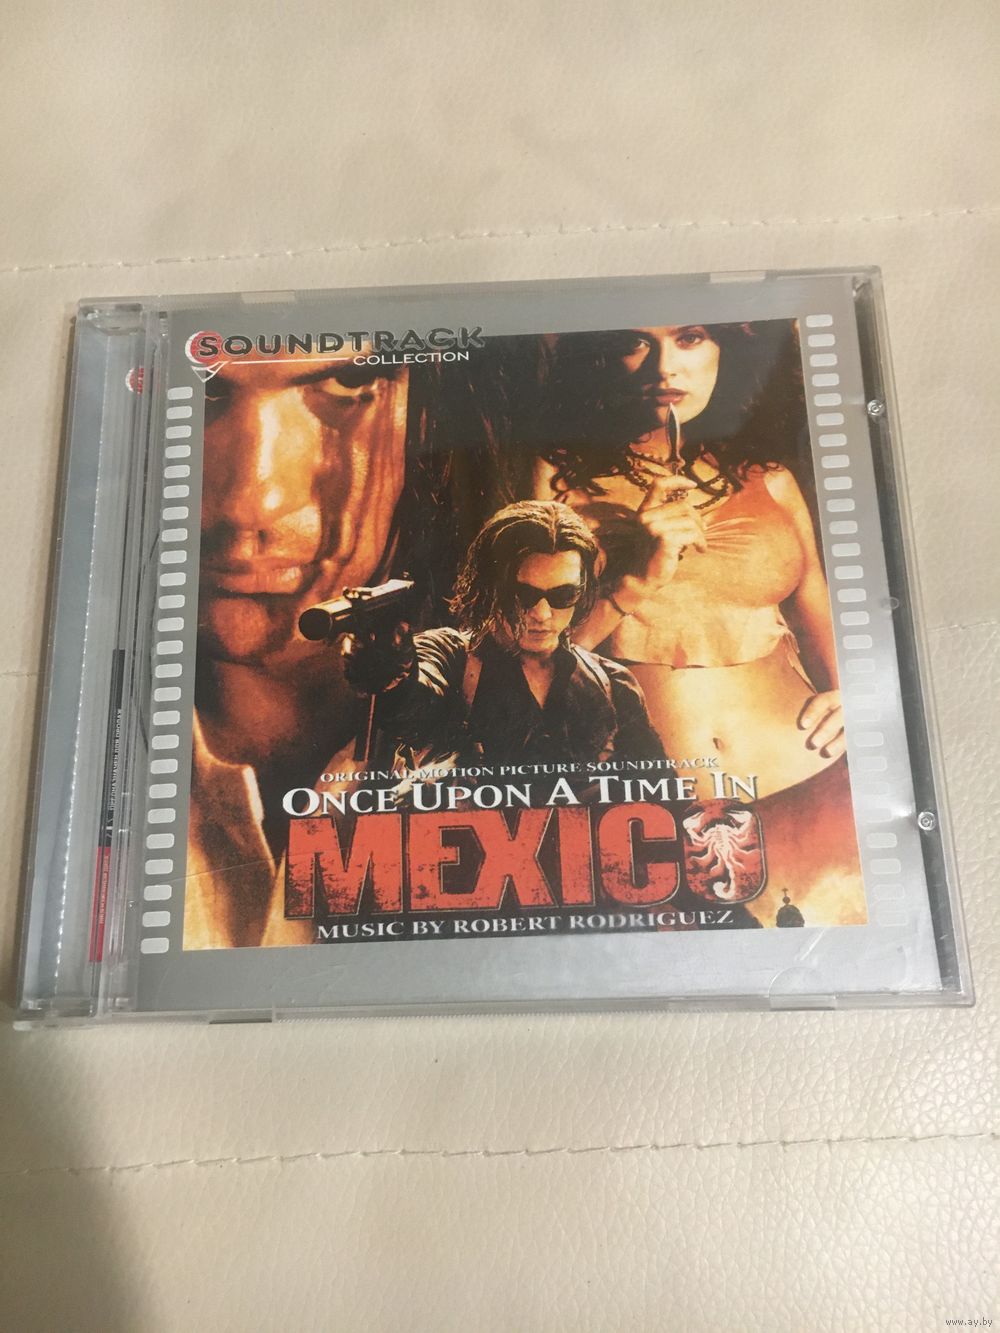 SOUNDTRACK
COLLECTION
ORIGINAL MOTION PICTURE SOUNDTRACK
ONCE UPON A TIME IN
MEXICO
MUSIC BY ROBERT RODRIGUEZ
www.ay.by